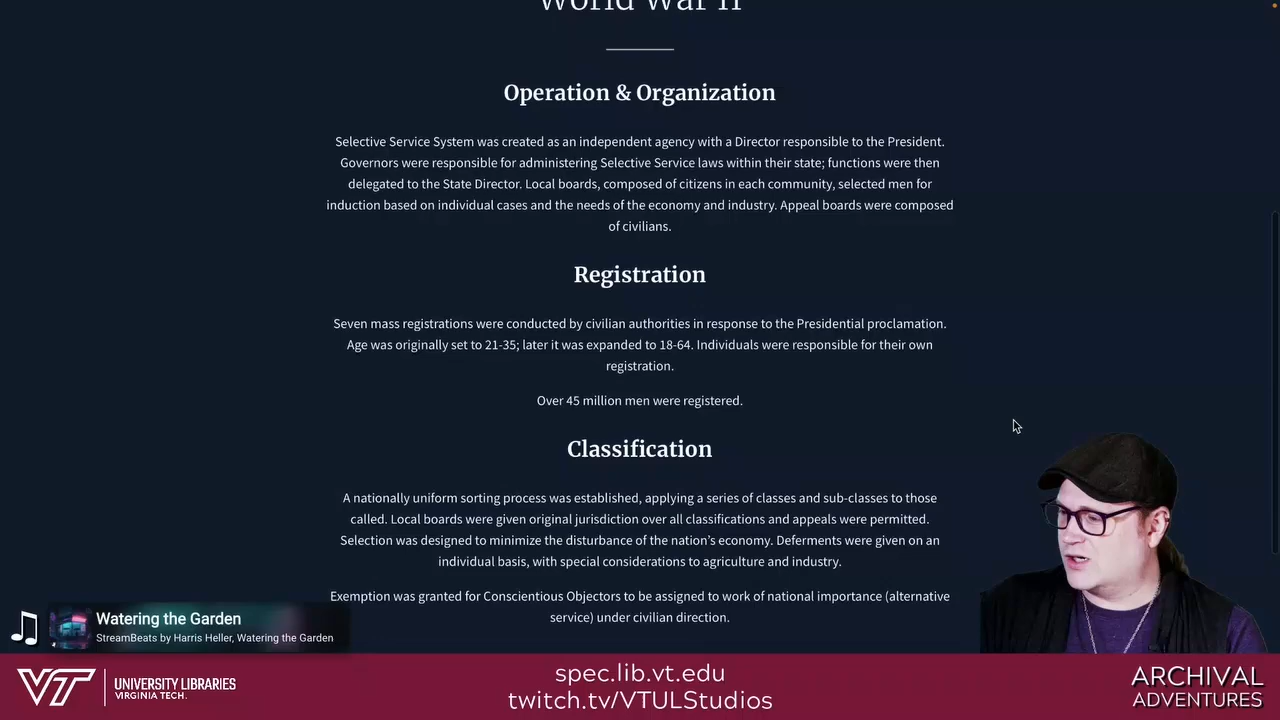 World War II
Operation & Organization
Selective Service System was created as an independent agency with a Director responsible to the President.
Governors were responsible for administering Selective Service laws within their state; functions were then
delegated to the State Director. Local boards, composed of citizens in each community, selected men for
induction based on individual cases and the needs of the economy and industry. Appeal boards were composed
of civilians.
Registration
Seven mass registrations were conducted by civilian authorities in response to the Presidential proclamation.
Age was originally set to 21-35; later it was expanded to 18-64. Individuals were responsible for their own
registration.
Over 45 million men were registered.
Classification
A nationally uniform sorting process was established, applying a series of classes and sub-classes to those
called. Local boards were given original jurisdiction over all classifications and appeals were permitted.
Selection was designed to minimize the disturbance of the nation's economy. Deferments were given on an
individual basis, with special considerations to agriculture and industry.
Exemption was granted for Conscientious Objectors to be assigned to work of national importance (alternative
service) under civilian direction.
Watering the Garden
StreamBeats by Harris Heller, Watering the Garden
VT
UNIVERSITY LIBRARIES
VIRGINIA TECH.
spec.lib.vt.edu
twitch.tv/VTULStudios
ARCHIVAL
ADVENTURES